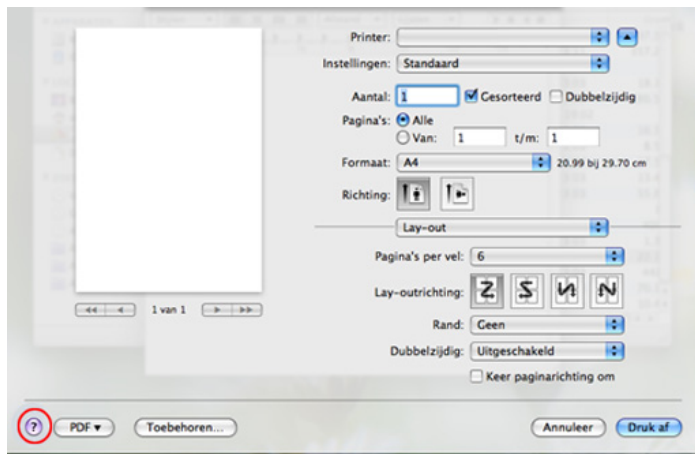 Printer:
Instellingen: Standaard
Aantal: 1 Gesorteerd Dubbelzijdig
Pagina's: Alle
Van: 1 t/m: 1
Formaat: A4 20.99 bij 29.70 cm
Richting:
Lay-out
Pagina's per vel: 6
Lay-outrichting:
1 van 1
Rand: Geen
Dubbelzijdig: Uitgeschakeld
Keer paginarichting om
? PDF Toebehoren... Annuleer Druk af